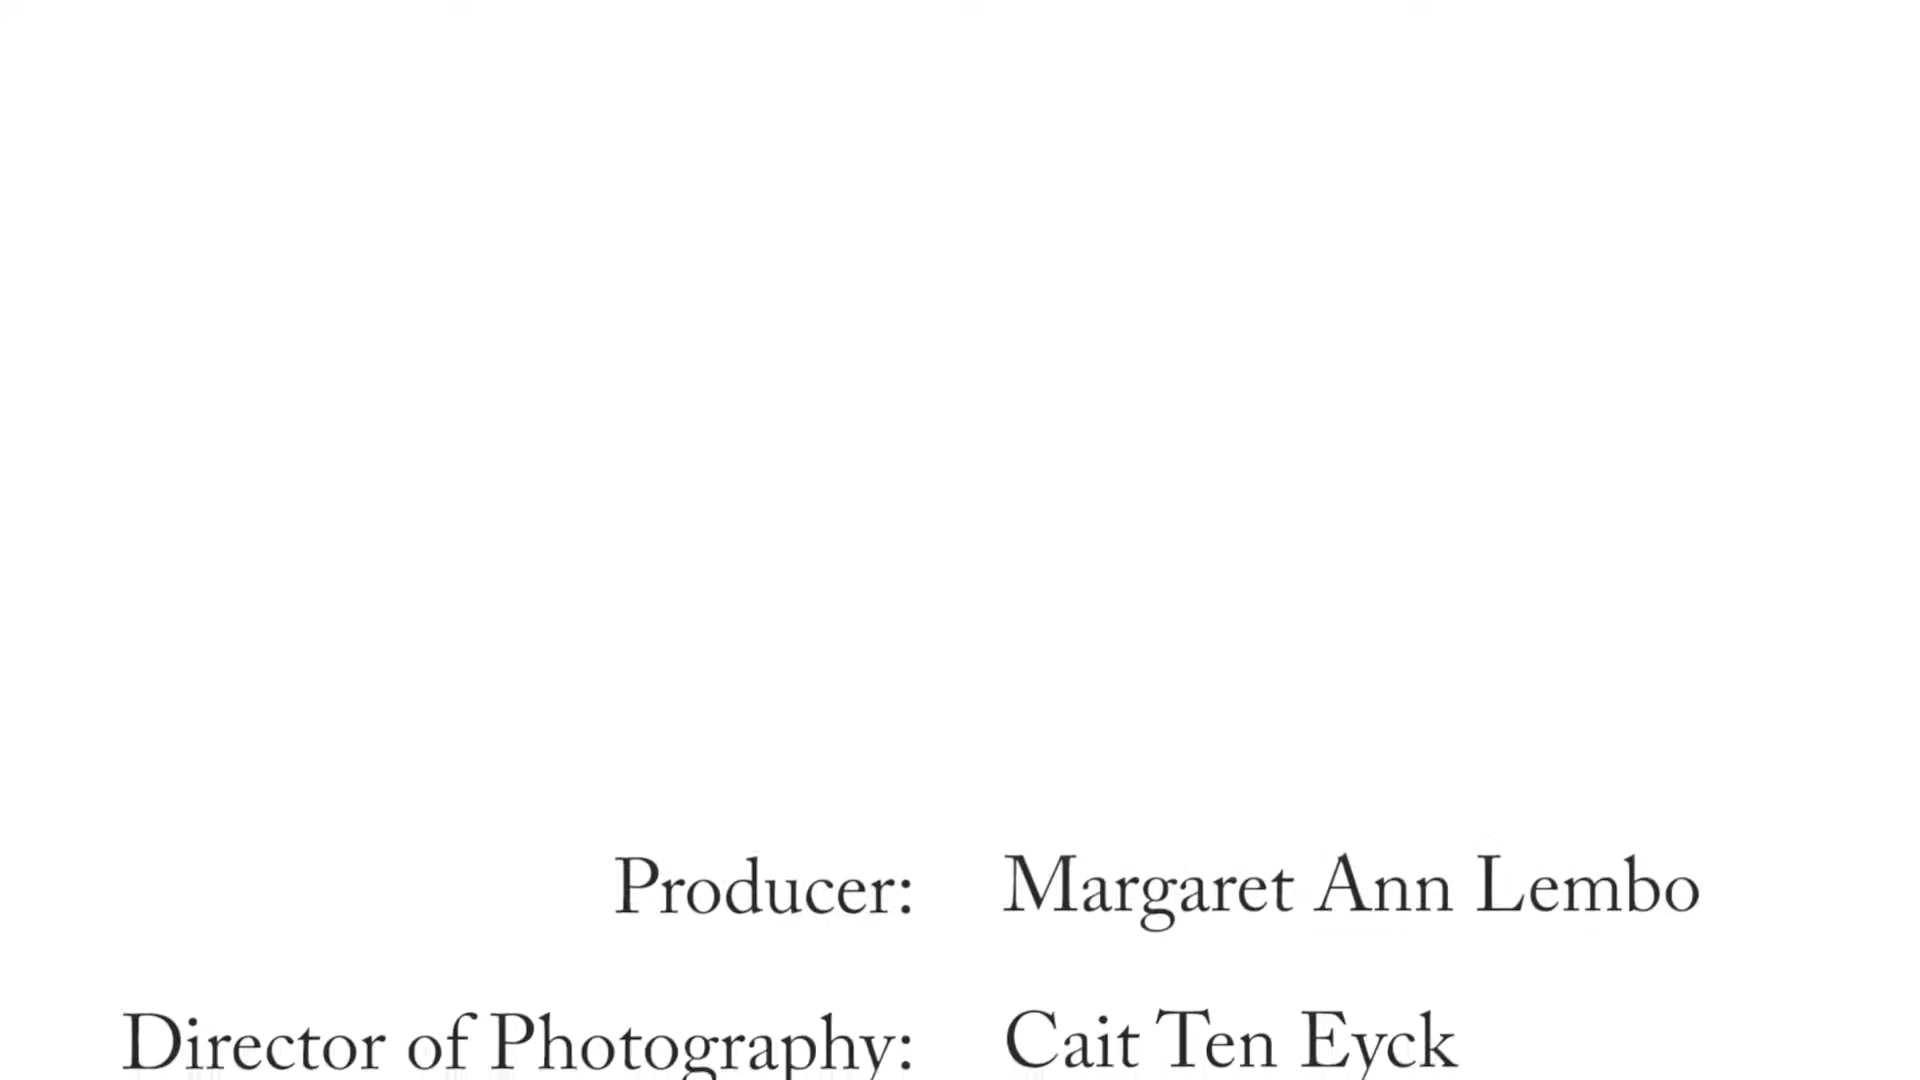 Producer: Margaret Ann Lembo
Director of Photography: Cait Ten Eyck